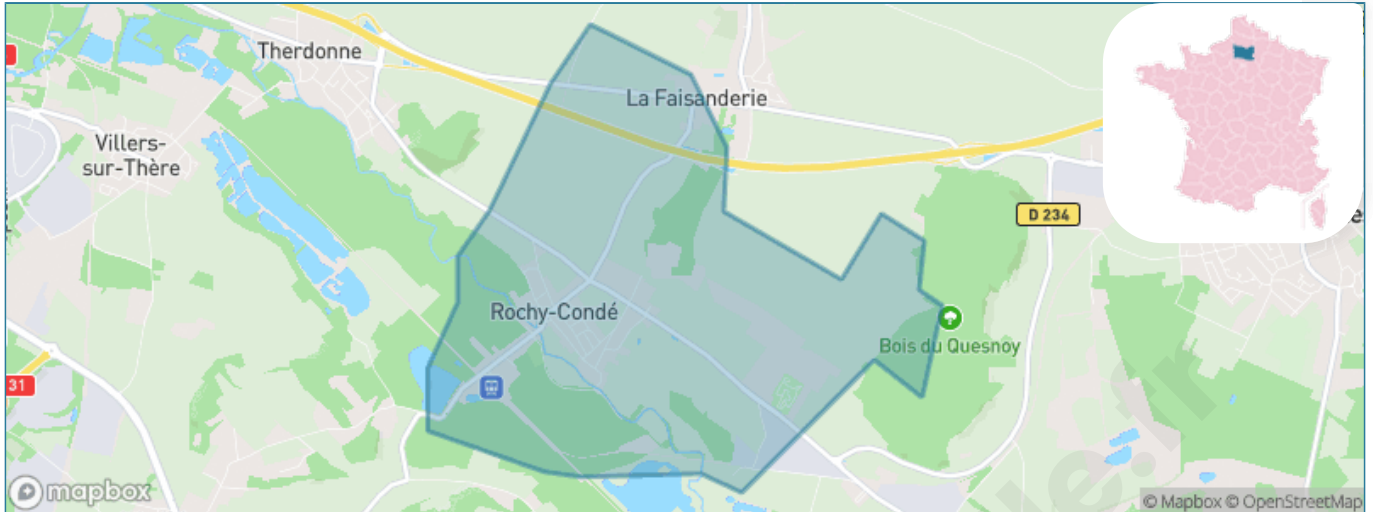 Therdonne
La Faisanderie
Villers-
sur-Thère
D 234
Rochy-Condé
Bois du Quesnoy
31
mapbox
© Mapbox © OpenStreetMap